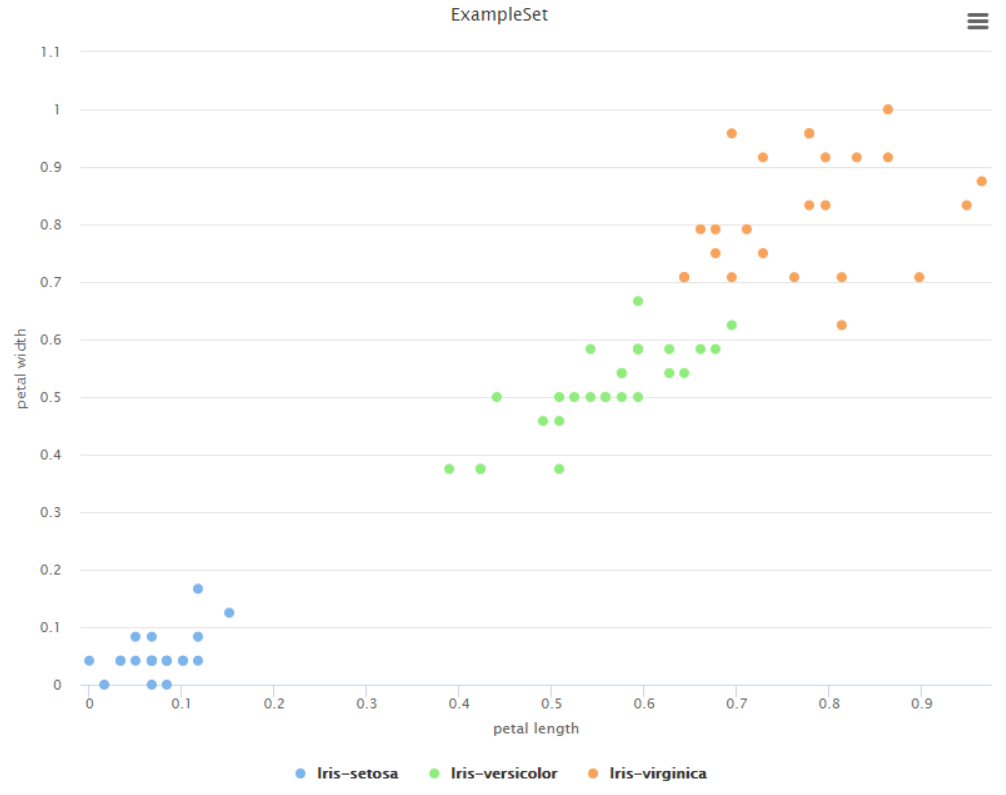 ExampleSet
1.1
1
0.9
0.8
0.7
0.6
0.5
0.4
0.3
0.2
0.1
0
petal width
0 0.1 0.2 0.3 0.4 0.5 0.6 0.7 0.8 0.9
petal length
Iris-setosa Iris-versicolor Iris-virginica